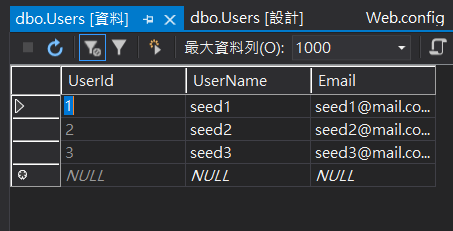 dbo.Users [資料] dbo.Users [設計] Web.config
最大資料列(O): 1000
UserId UserName Email
1 seed1 seed1@mail.co...
2 seed2 seed2@mail.co...
3 seed3 seed3@mail.co...
NULL NULL NULL